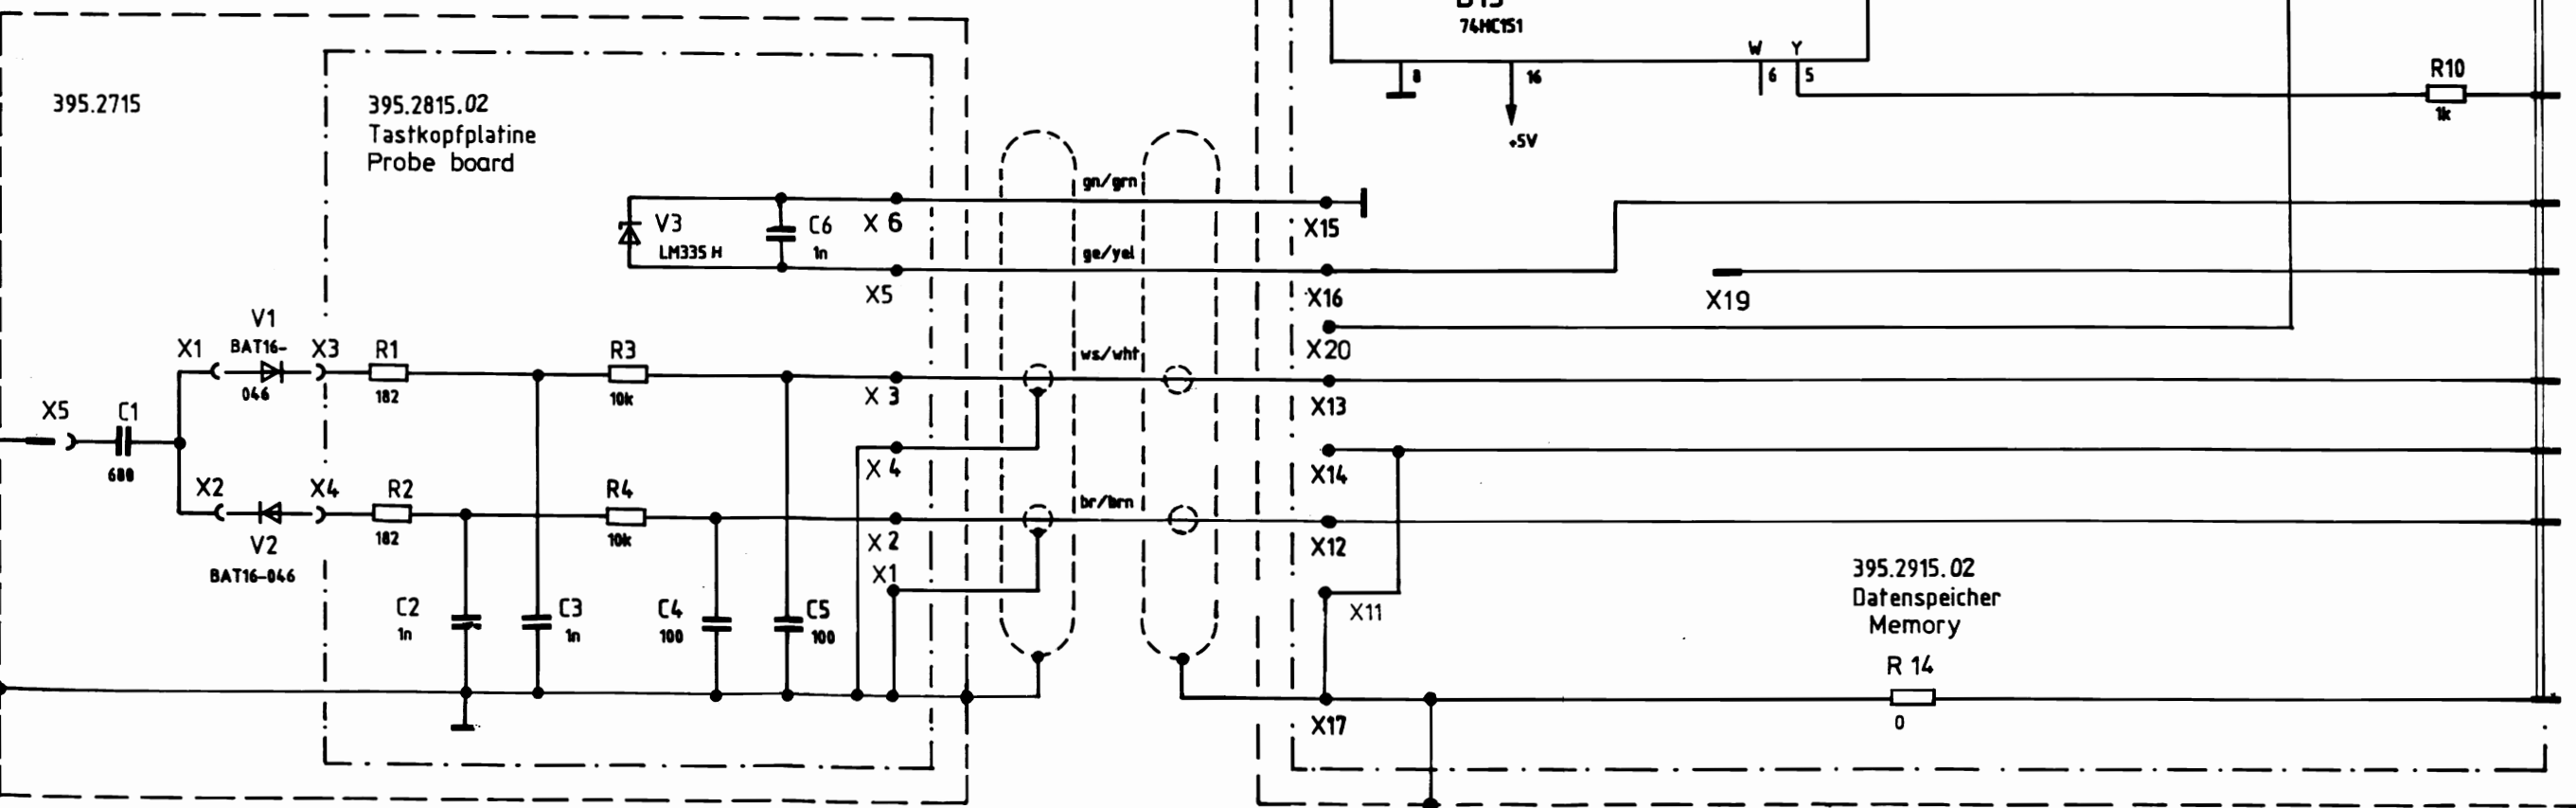 74HC151
W Y
8 16 6 5
+5V
R10
1k
395.2715
395.2815.02
Tastkopfplatine
Probe board
gn/grn
V3
LM335 H
C6
1n
X 6
X15
ge/yel
X5
X16
X19
X20
V1
BAT16-
046
X1
X3
R1
182
R3
10k
X 3
ws/wht
X13
X5
C1
680
X 4
X14
X2
X4
R2
182
R4
10k
X 2
br/brn
X12
V2
BAT16-046
X1
X11
C2
1n
C3
1n
C4
100
C5
100
395.2915.02
Datenspeicher
Memory
R 14
0
X17